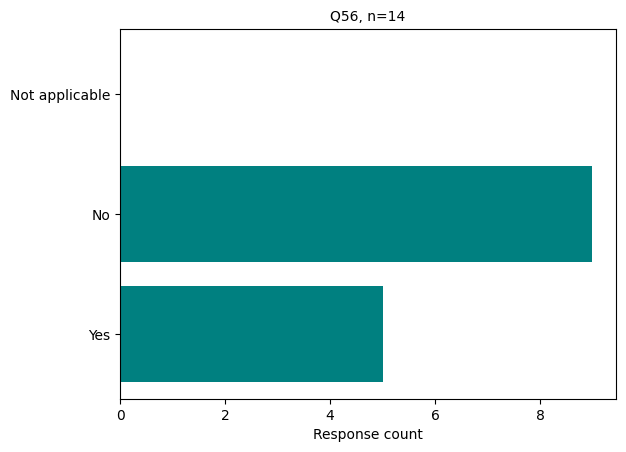 Q56, n=14
Not applicable
No
Yes
0 2 4 6 8
Response count